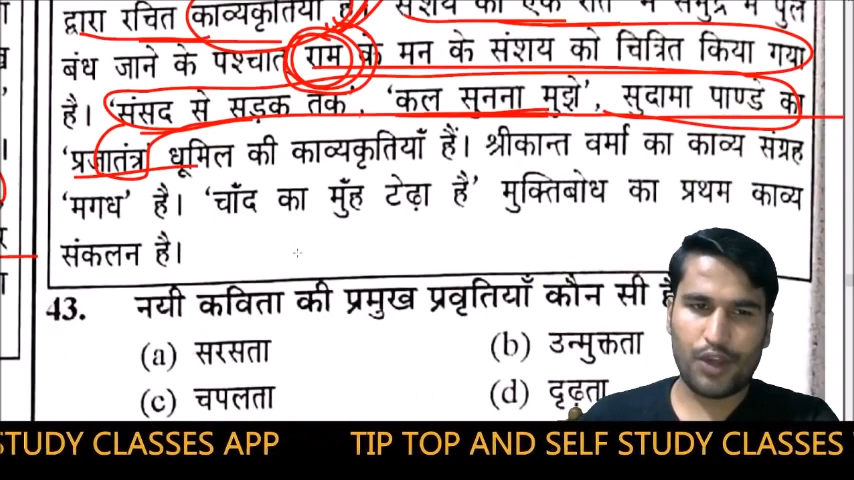 द्वारा रचित काव्यकृतियाँ हैं। 'संशय की एक रात' में समुद्र में पुल
बंध जाने के पश्चात् राम के मन के संशय को चित्रित किया गया
है। 'संसद से सड़क तक', 'कल सुनना मुझे', सुदामा पाण्डे का
'प्रजातंत्र' धूमिल की काव्यकृतियाँ हैं। श्रीकान्त वर्मा का काव्य संग्रह
'मगध' है। 'चाँद का मुँह टेढ़ा है' मुक्तिबोध का प्रथम काव्य
संकलन है।
43. नयी कविता की प्रमुख प्रवृतियाँ कौन सी
(a) सरसता (b) उन्मुक्तता
(c) चपलता (d) दृढ़ता
STUDY CLASSES APP TIP TOP AND SELF STUDY CLASSES